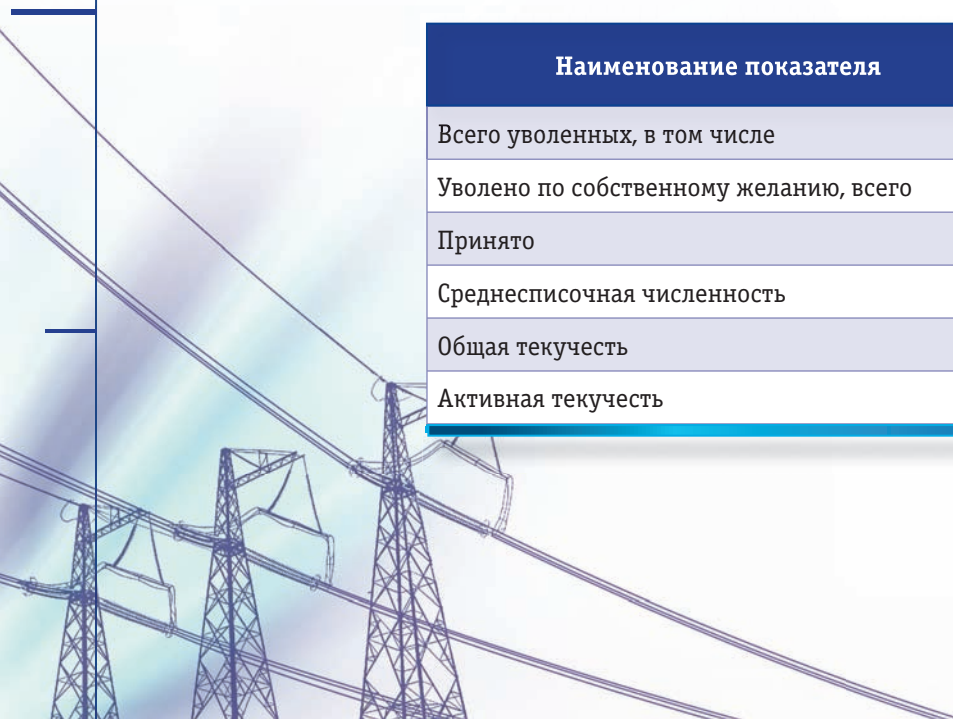 Наименование показателя
Всего уволенных, в том числе
Уволено по собственному желанию, всего
Принято
Среднесписочная численность
Общая текучесть
Активная текучесть